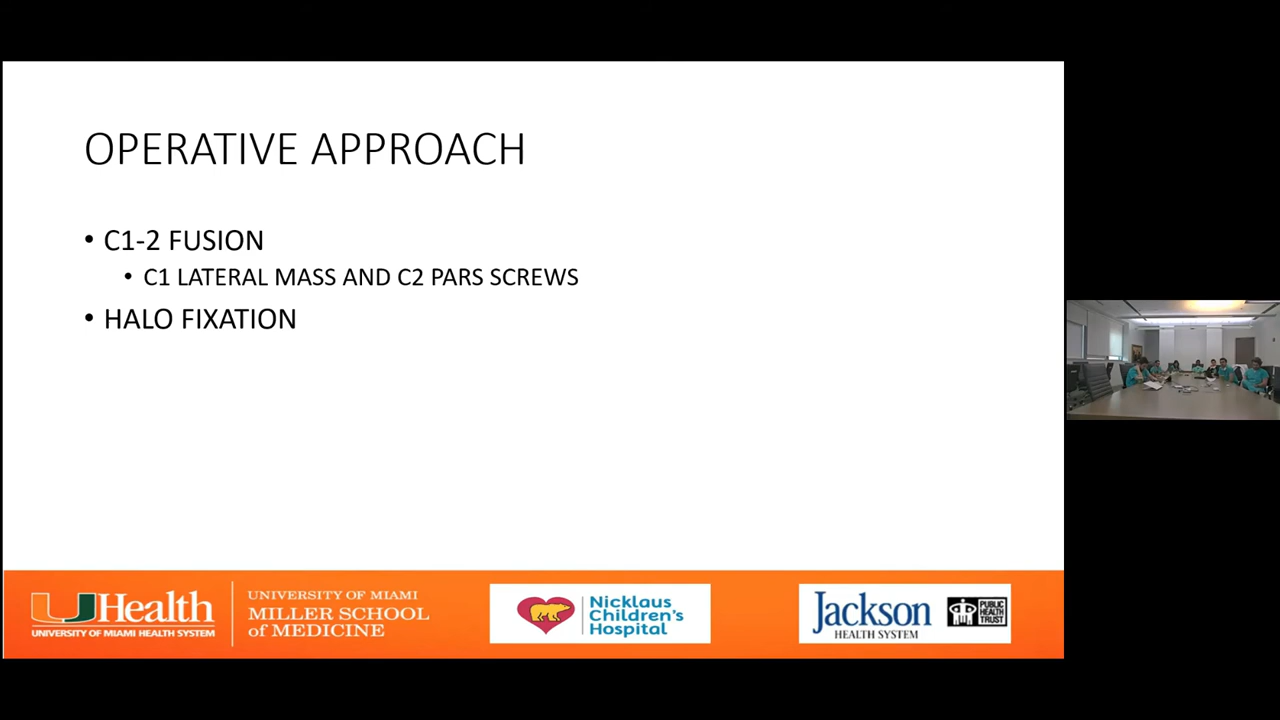 OPERATIVE APPROACH
• C1-2 FUSION
• C1 LATERAL MASS AND C2 PARS SCREWS
• HALO FIXATION
UHealth
UNIVERSITY OF MIAMI HEALTH SYSTEM
UNIVERSITY OF MIAMI
MILLER SCHOOL
of MEDICINE
Nicklaus
Children's
Hospital
Jackson
HEALTH SYSTEM
PUBLIC
HEALTH
TRUST